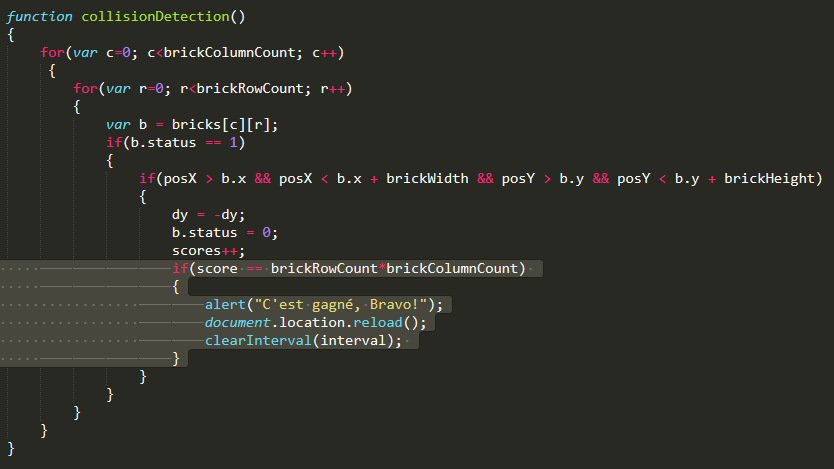 function collisionDetection()
{
for(var c=0; c<brickColumnCount; c++)
{
for(var r=0; r<brickRowCount; r++)
{
var b = bricks[c][r];
if(b.status == 1)
{
if(posX > b.x && posX < b.x + brickWidth && posY > b.y && posY < b.y + brickHeight)
{
dy = -dy;
b.status = 0;
scores++;
if(score == brickRowCount*brickColumnCount)
{
alert("C'est gagné, Bravo!");
document.location.reload();
clearInterval(interval);
}
}
}
}
}
}